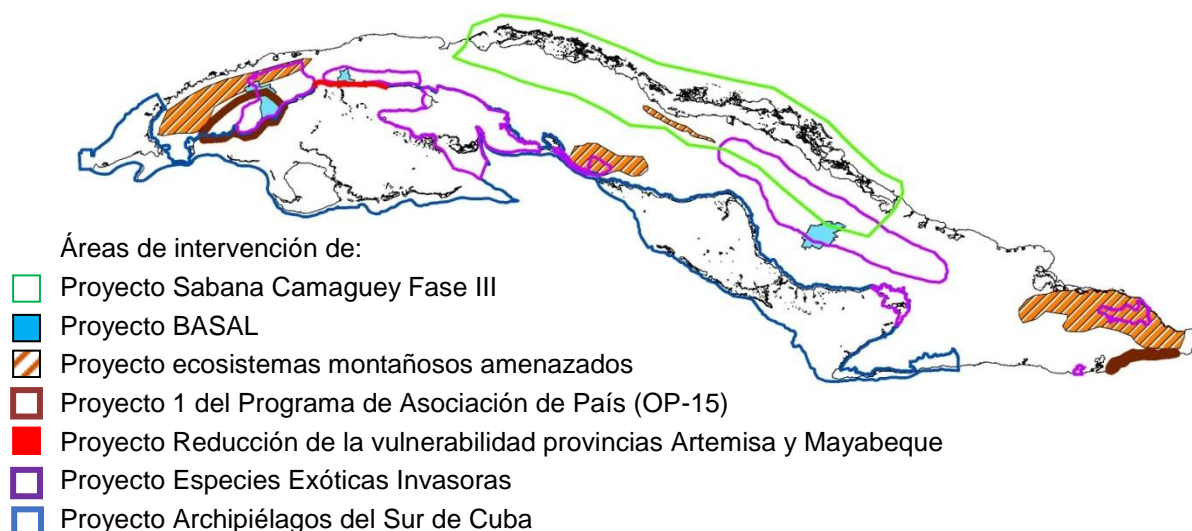 Áreas de intervención de:
Proyecto Sabana Camaguey Fase III
Proyecto BASAL
Proyecto ecosistemas montañosos amenazados
Proyecto 1 del Programa de Asociación de País (OP-15)
Proyecto Reducción de la vulnerabilidad provincias Artemisa y Mayabeque
Proyecto Especies Exóticas Invasoras
Proyecto Archipiélagos del Sur de Cuba